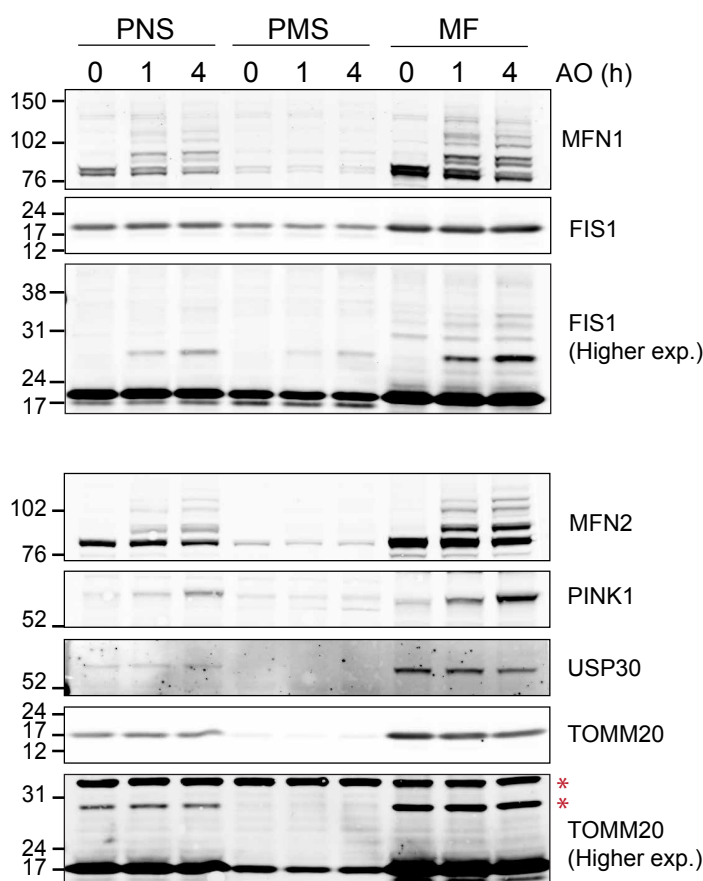 PNS PMS MF
0 1 4 0 1 4 0 1 4 AO (h)
150
102
76
MFN1
24
17
12
FIS1
38
31
24
17
FIS1
(Higher exp.)
102
76
MFN2
52
PINK1
52
USP30
24
17
12
TOMM20
31
24
17
*
*
TOMM20
(Higher exp.)